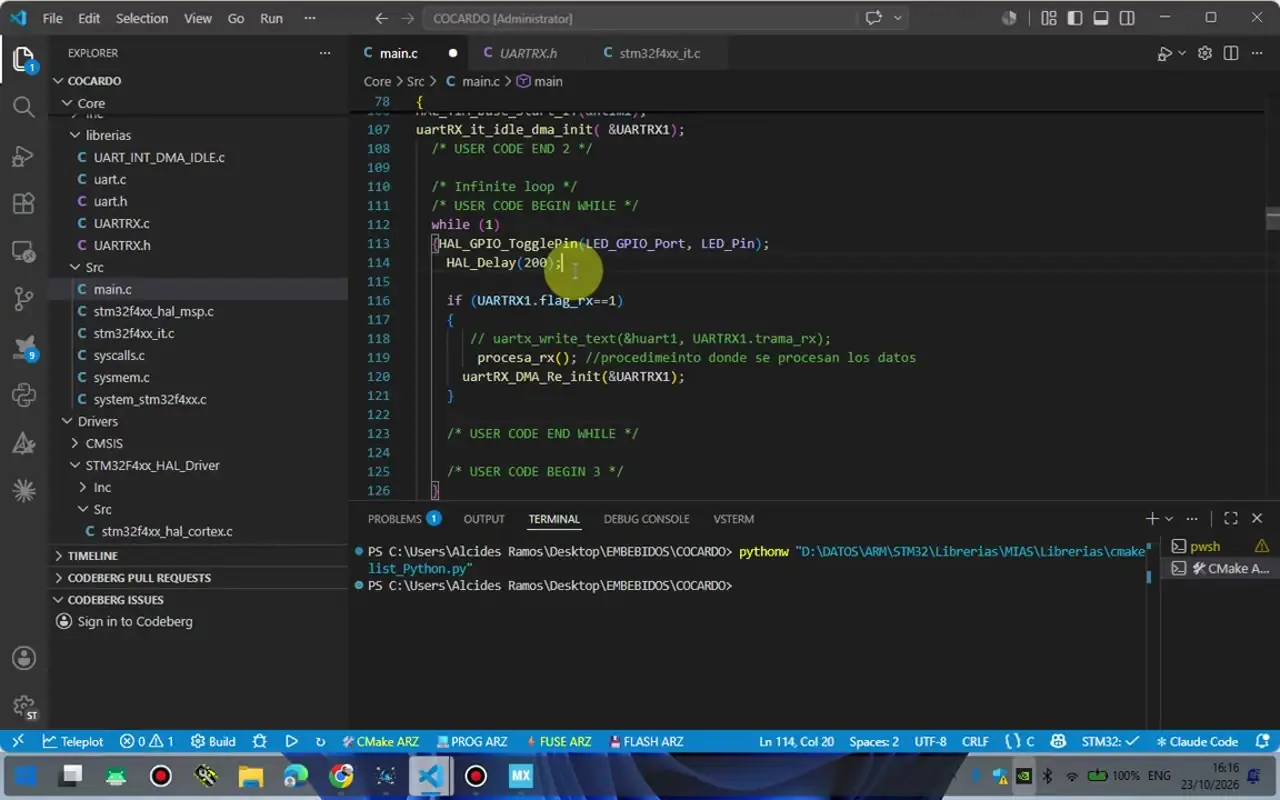 File Edit Selection View Go Run ··· COCARDO [Administrator]
EXPLORER ···
COCARDO
Core
librerias
C UART_INT_DMA_IDLE.c
C uart.c
C uart.h
C UARTRX.c
C UARTRX.h
Src
C main.c
C stm32f4xx_hal_msp.c
C stm32f4xx_it.c
C syscalls.c
C sysmem.c
C system_stm32f4xx.c
Drivers
CMSIS
STM32F4xx_HAL_Driver
Inc
Src
C stm32f4xx_hal_cortex.c
TIMELINE
CODEBERG PULL REQUESTS
CODEBERG ISSUES
Sign in to Codeberg
1
9
ST
C main.c C UARTRX.h C stm32f4xx_it.c
Core > Src > C main.c > main
78 {
107 uartRX_it_idle_dma_init( &UARTRX1);
108 /* USER CODE END 2 */
109
110 /* Infinite loop */
111 /* USER CODE BEGIN WHILE */
112 while (1)
113 {HAL_GPIO_TogglePin(LED_GPIO_Port, LED_Pin);
114 HAL_Delay(200);
115
116 if (UARTRX1.flag_rx==1)
117 {
118 // uartx_write_text(&huart1, UARTRX1.trama_rx);
119 procesa_rx(); //procedimeinto donde se procesan los datos
120 uartRX_DMA_Re_init(&UARTRX1);
121 }
122
123 /* USER CODE END WHILE */
124
125 /* USER CODE BEGIN 3 */
126 }
PROBLEMS 1 OUTPUT TERMINAL DEBUG CONSOLE VSTERM
PS C:\Users\Alcides Ramos\Desktop\EMBEBIDOS\COCARDO> pythonw "D:\DATOS\ARM\STM32\Librerias\MIAS\Librerias\cmake
list_Python.py"
PS C:\Users\Alcides Ramos\Desktop\EMBEBIDOS\COCARDO>
pwsh
CMake A...
Teleplot 0 1 Build CMake ARZ PROG ARZ FUSE ARZ FLASH ARZ Ln 114, Col 20 Spaces: 2 UTF-8 CRLF {} C STM32: Claude Code
MX 100% ENG 16:16
23/10/2026